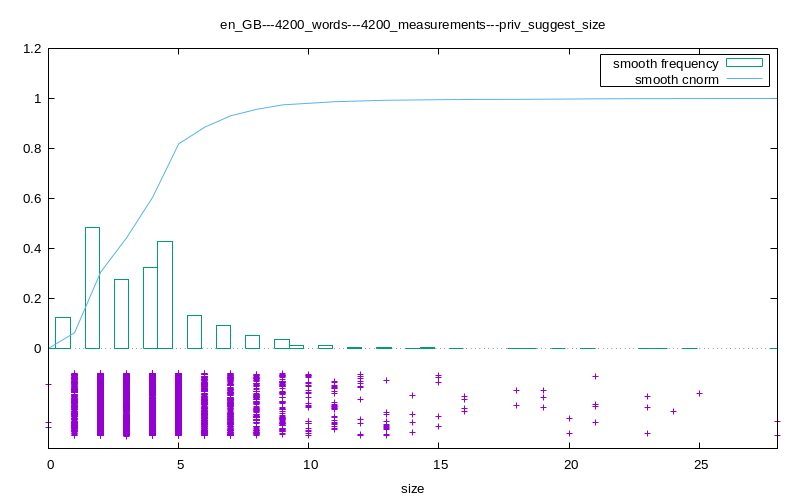 en_GB---4200_words---4200_measurements---priv_suggest_size
1.2
smooth frequency
smooth cnorm
1
0.8
0.6
0.4
0.2
0
0 5 10 15 20 25
size